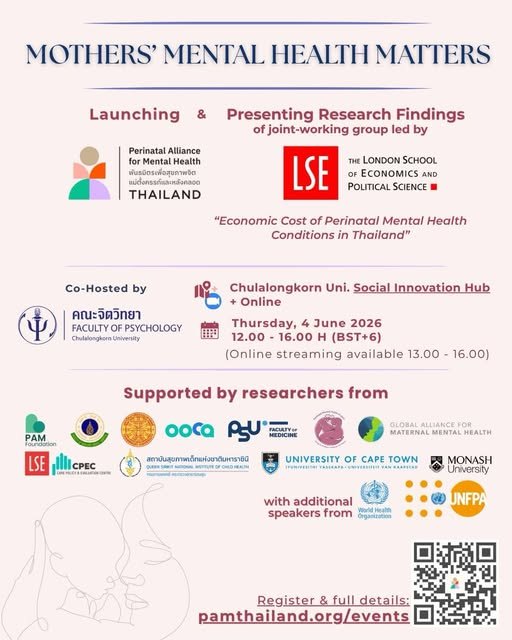 MOTHERS' MENTAL HEALTH MATTERS
Launching & Presenting Research Findings
of joint-working group led by
Perinatal Alliance
for Mental Health
พันธมิตรเพื่อสุขภาพจิต
แม่ตั้งครรภ์และหลังคลอด
THAILAND
LSE
THE LONDON SCHOOL
OF ECONOMICS AND
POLITICAL SCIENCE
"Economic Cost of Perinatal Mental Health
Conditions in Thailand"
Co-Hosted by
คณะจิตวิทยา
FACULTY OF PSYCHOLOGY
Chulalongkorn University
Chulalongkorn Uni. Social Innovation Hub
+ Online
Thursday, 4 June 2026
12.00 - 16.00 H (BST+6)
(Online streaming available 13.00 - 16.00)
Supported by researchers from
PAM
Foundation
ooca
PSU
FACULTY OF
MEDICINE
GLOBAL ALLIANCE FOR
MATERNAL MENTAL HEALTH
LSE
CPEC
CARE POLICY & EVALUATION CENTRE
สถาบันสุขภาพเด็กแห่งชาติมหาราชินี
QUEEN SIRIKIT NATIONAL INSTITUTE OF CHILD HEALTH
UNIVERSITY OF CAPE TOWN
IYUNIVESITHI YASEKAPA • UNIVERSITEIT VAN KAAPSTAD
MONASH
University
with additional
speakers from
World Health
Organization
UNFPA
Register & full details:
pamthailand.org/events